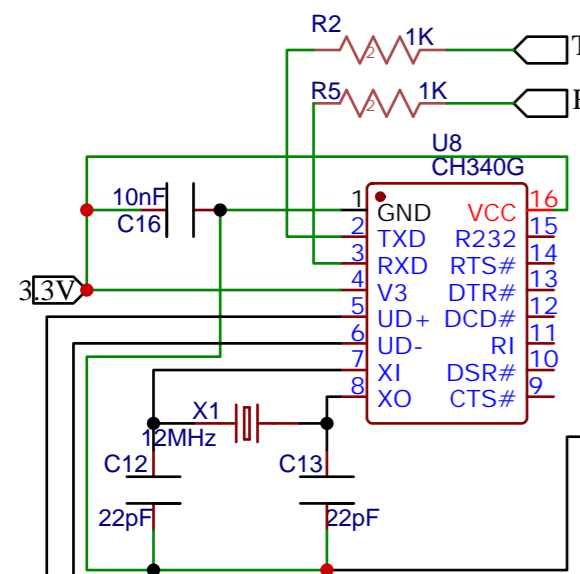 R2
1K
T
R5
1K
U8
CH340G
10nF
C16
1
GND
VCC
16
2
TXD
R232
15
3
RXD
RTS#
14
3.3V
4
V3
DTR#
13
5
UD+
DCD#
12
6
UD-
RI
11
7
XI
DSR#
10
8
XO
CTS#
9
X1
12MHz
C12
C13
22pF
22pF
2
2